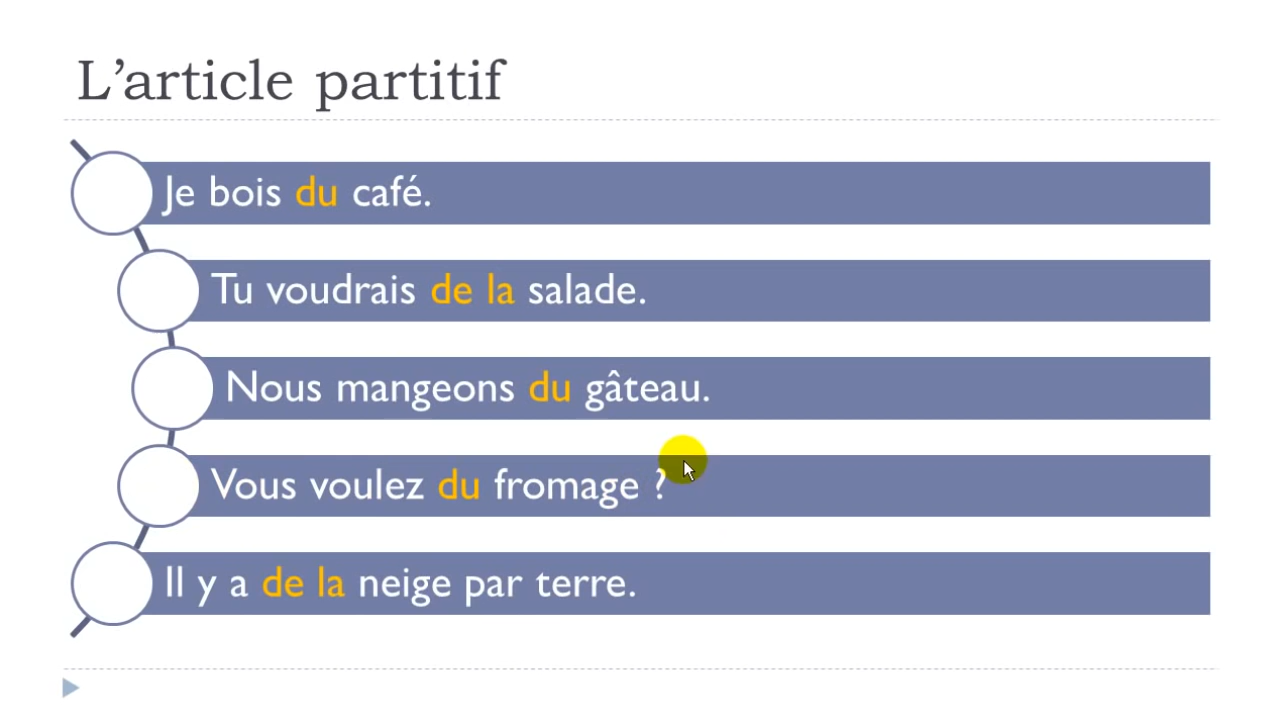 L’article partitif
Je bois du café.
Tu voudrais de la salade.
Nous mangeons du gâteau.
Vous voulez du fromage ?
Il y a de la neige par terre.